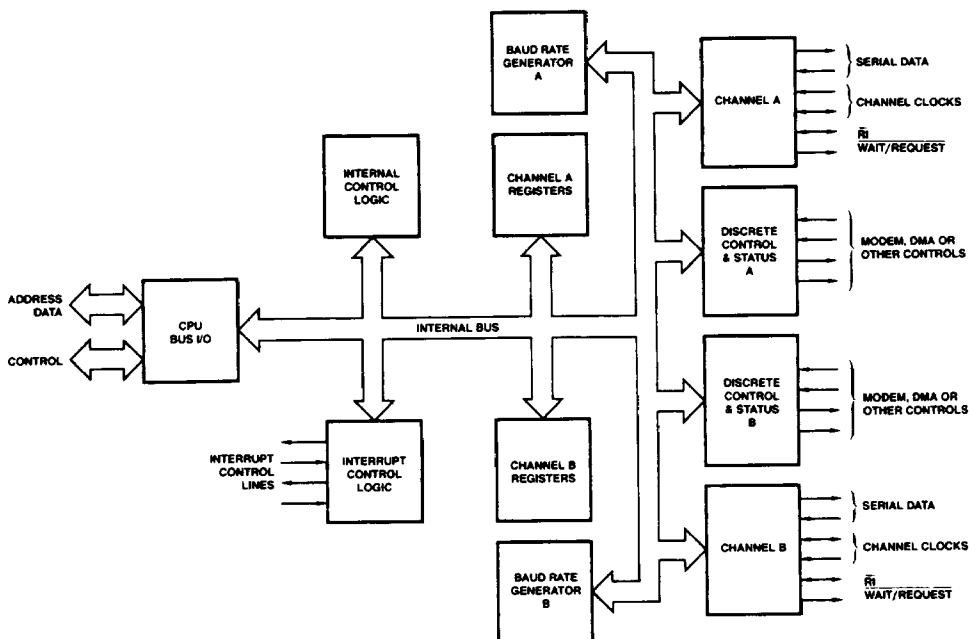 BAUD RATE
GENERATOR
A
CHANNEL A
SERIAL DATA
CHANNEL CLOCKS
RI
WAIT/REQUEST
INTERNAL
CONTROL
LOGIC
CHANNEL A
REGISTERS
DISCRETE
CONTROL
& STATUS
A
MODEM, DMA OR
OTHER CONTROLS
ADDRESS
DATA
CONTROL
CPU
BUS I/O
INTERNAL BUS
DISCRETE
CONTROL
& STATUS
B
MODEM, DMA OR
OTHER CONTROLS
INTERRUPT
CONTROL
LINES
INTERRUPT
CONTROL
LOGIC
CHANNEL B
REGISTERS
CHANNEL B
SERIAL DATA
CHANNEL CLOCKS
RI
WAIT/REQUEST
BAUD RATE
GENERATOR
B